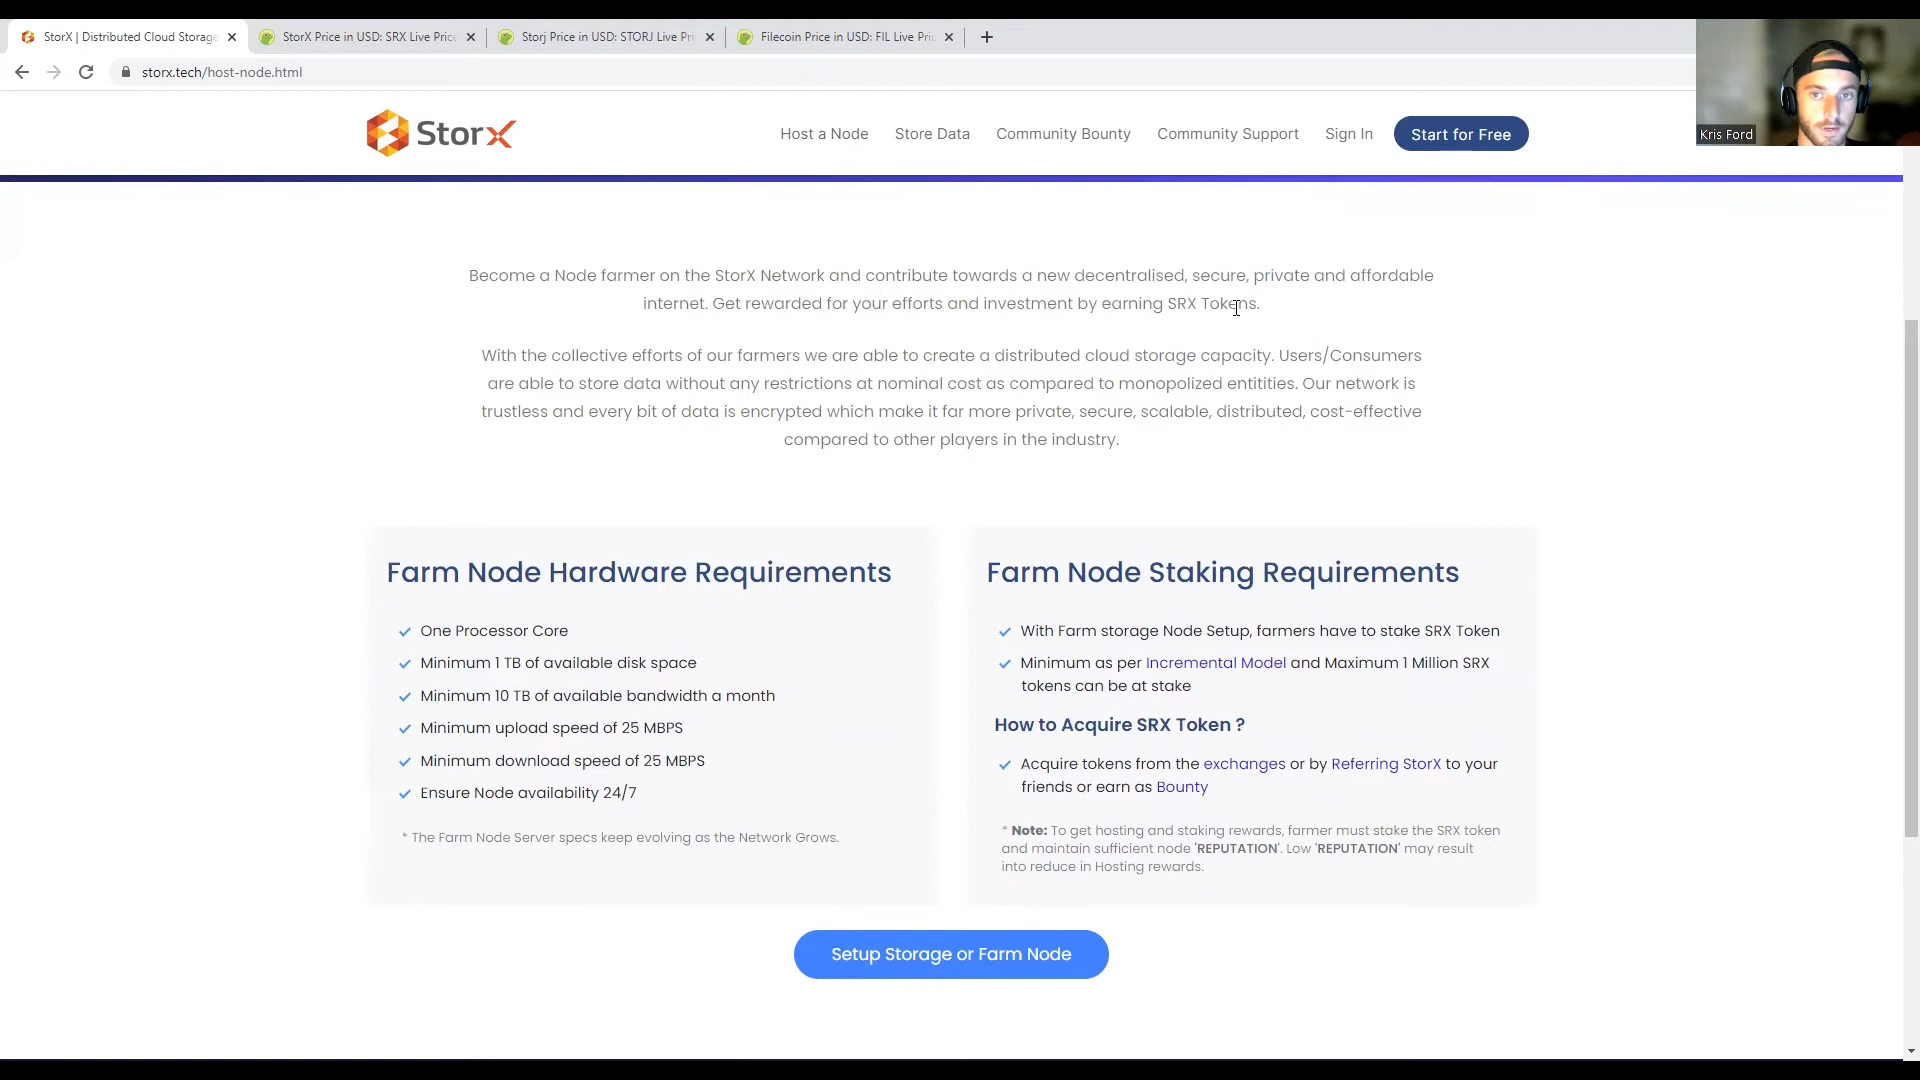 StorX | Distributed Cloud Storage
StorX Price in USD: SRX Live Price
Storj Price in USD: STORJ Live Pri
Filecoin Price in USD: FIL Live Pric
storx.tech/host-node.html
StorX
Host a Node
Store Data
Community Bounty
Community Support
Sign In
Start for Free
Kris Ford
Become a Node farmer on the StorX Network and contribute towards a new decentralised, secure, private and affordable
internet. Get rewarded for your efforts and investment by earning SRX Tokens.
With the collective efforts of our farmers we are able to create a distributed cloud storage capacity. Users/Consumers
are able to store data without any restrictions at nominal cost as compared to monopolized entitities. Our network is
trustless and every bit of data is encrypted which make it far more private, secure, scalable, distributed, cost-effective
compared to other players in the industry.
Farm Node Hardware Requirements
One Processor Core
Minimum 1 TB of available disk space
Minimum 10 TB of available bandwidth a month
Minimum upload speed of 25 MBPS
Minimum download speed of 25 MBPS
Ensure Node availability 24/7
* The Farm Node Server specs keep evolving as the Network Grows.
Farm Node Staking Requirements
With Farm storage Node Setup, farmers have to stake SRX Token
Minimum as per Incremental Model and Maximum 1 Million SRX
tokens can be at stake
How to Acquire SRX Token ?
Acquire tokens from the exchanges or by Referring StorX to your
friends or earn as Bounty
* Note: To get hosting and staking rewards, farmer must stake the SRX token
and maintain sufficient node 'REPUTATION'. Low 'REPUTATION' may result
into reduce in Hosting rewards.
Setup Storage or Farm Node